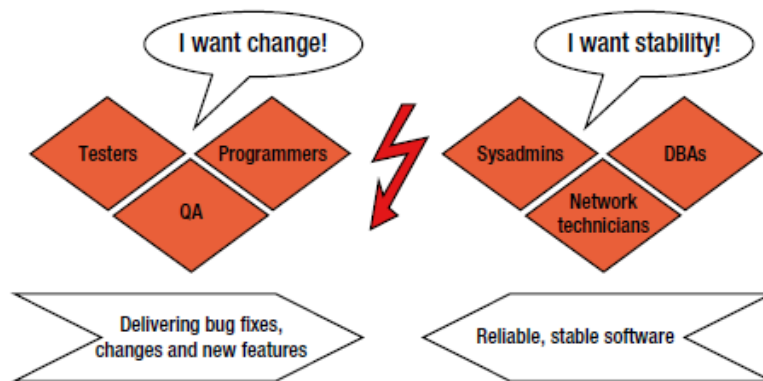 I want change!
I want stability!
Testers
Programmers
QA
Sysadmins
DBAs
Network
technicians
Delivering bug fixes,
changes and new features
Reliable, stable software